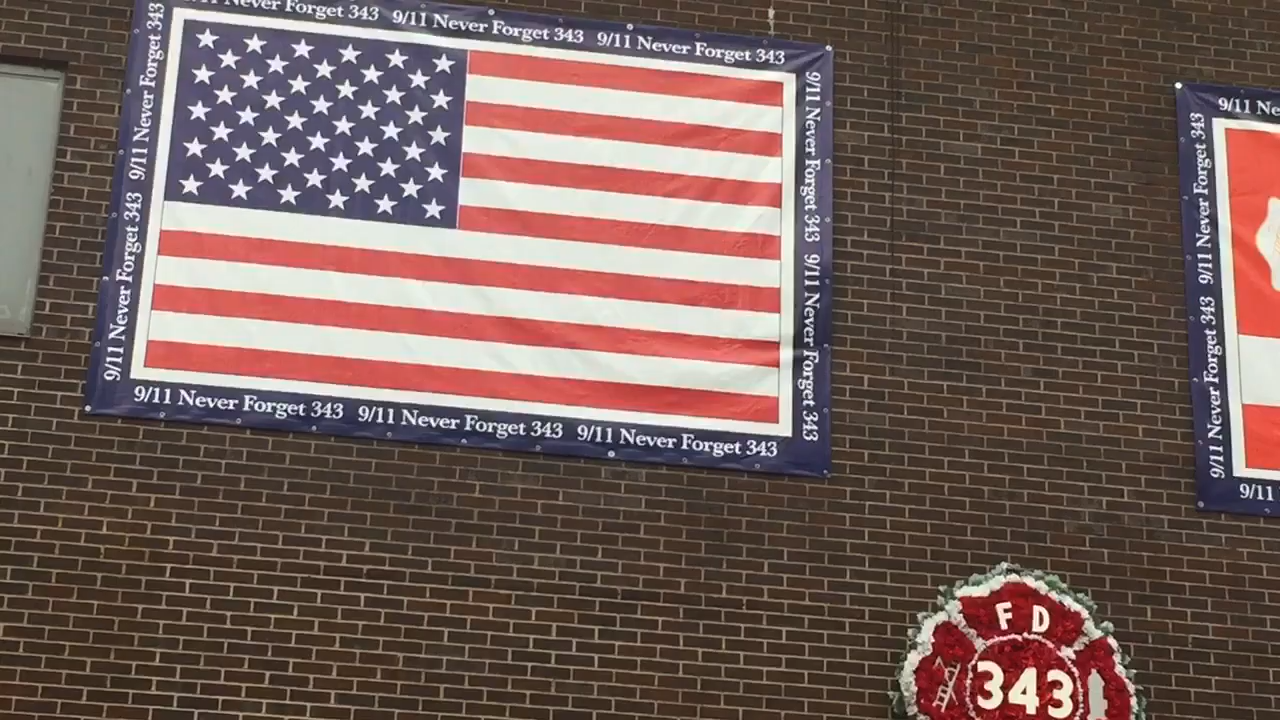 Forget 343 9/11 Never Forget 343 9/11 Never Forget 343
9/11 Never Forget 343 9/11 Never Forget 343
9/11 Never Forget 343 9/11 Never Forget 343
9/11 Never Forget 343 9/11 Never Forget 343 9/11 Never Forget 343
9/11
9/11 Never Forget 343 9/11 Never Forget 343
9/11
FD
343